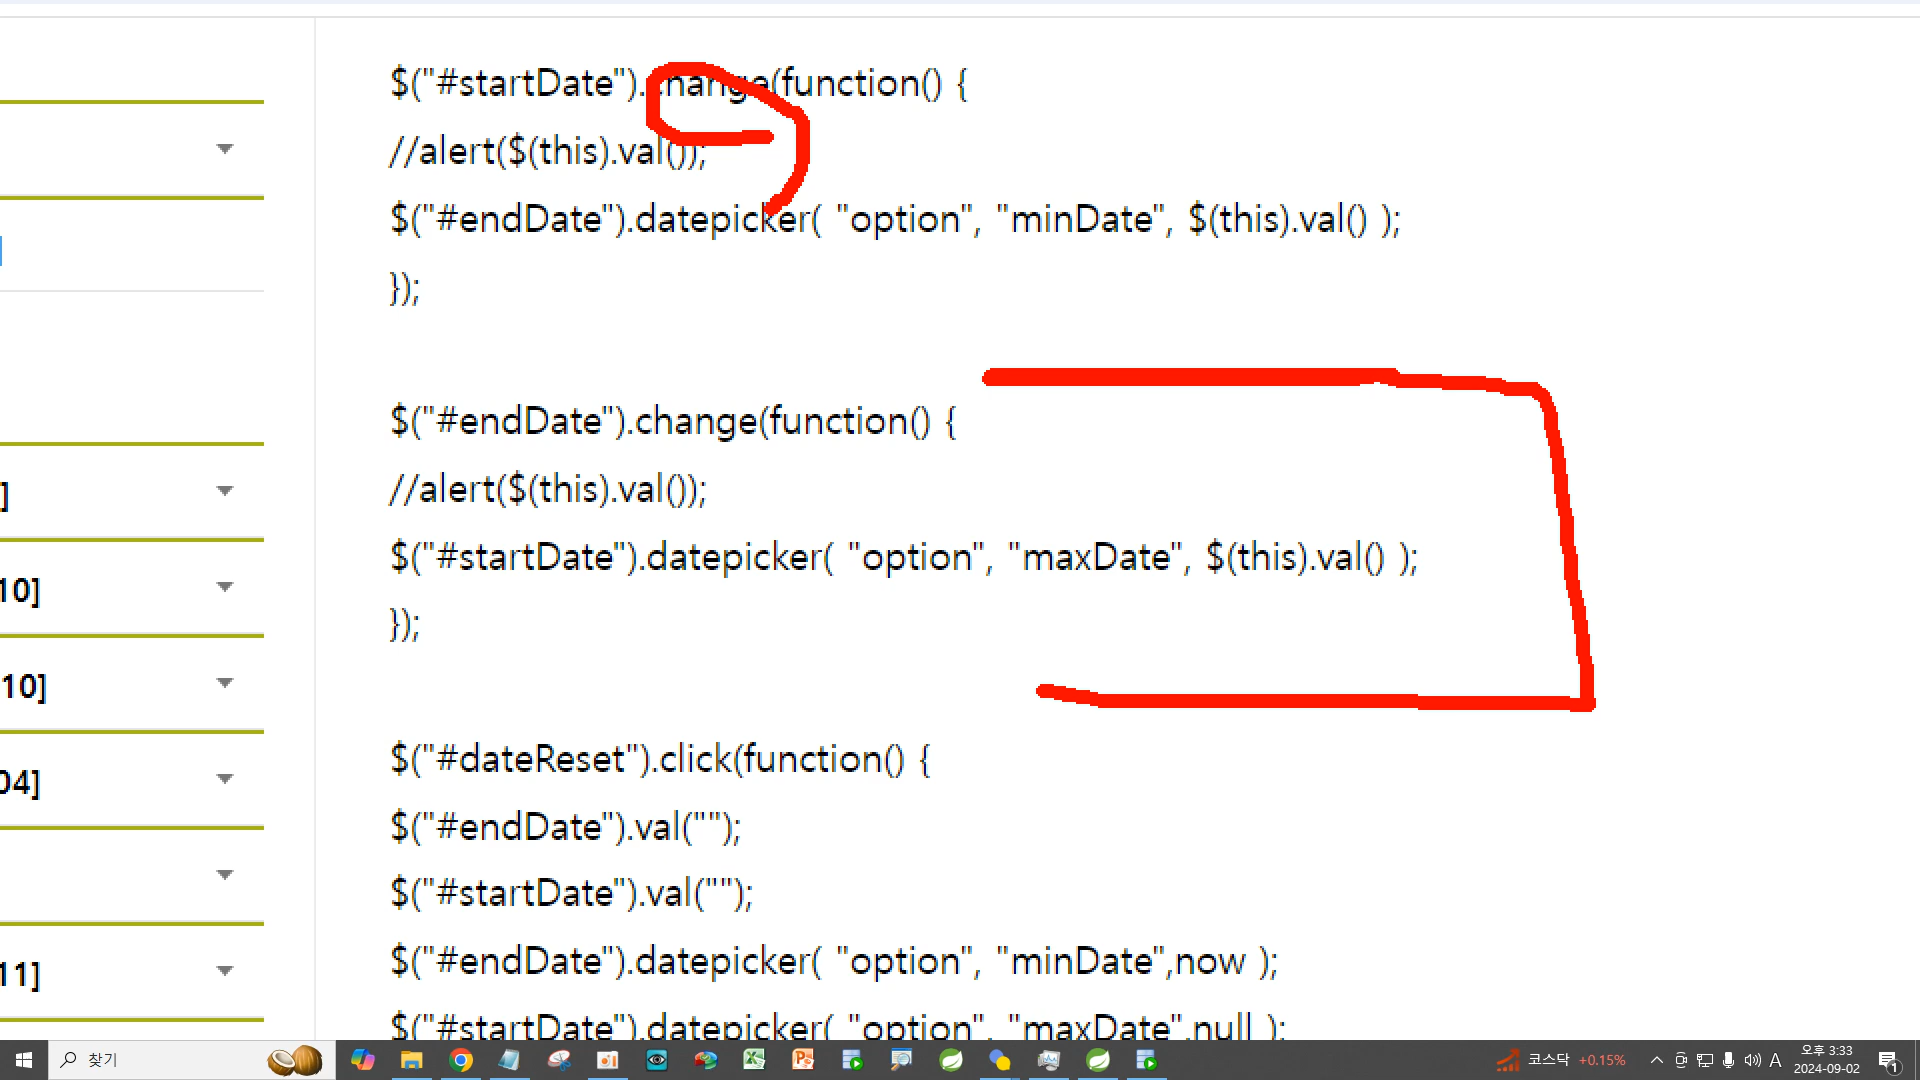 $("#startDate").change(function() {
//alert($(this).val());
$("#endDate").datepicker( "option", "minDate", $(this).val() );
});
$("#endDate").change(function() {
]
//alert($(this).val());
$("#startDate").datepicker( "option", "maxDate", $(this).val() );
10]
});
10]
$("#dateReset").click(function() {
04]
$("#endDate").val("");
$("#startDate").val("");
$("#endDate").datepicker( "option", "minDate",now );
11]
$("#startDate").datepicker( "option", "maxDate",null );
찾기
코스닥 +0.15%
A
오후 3:33
2024-09-02
1